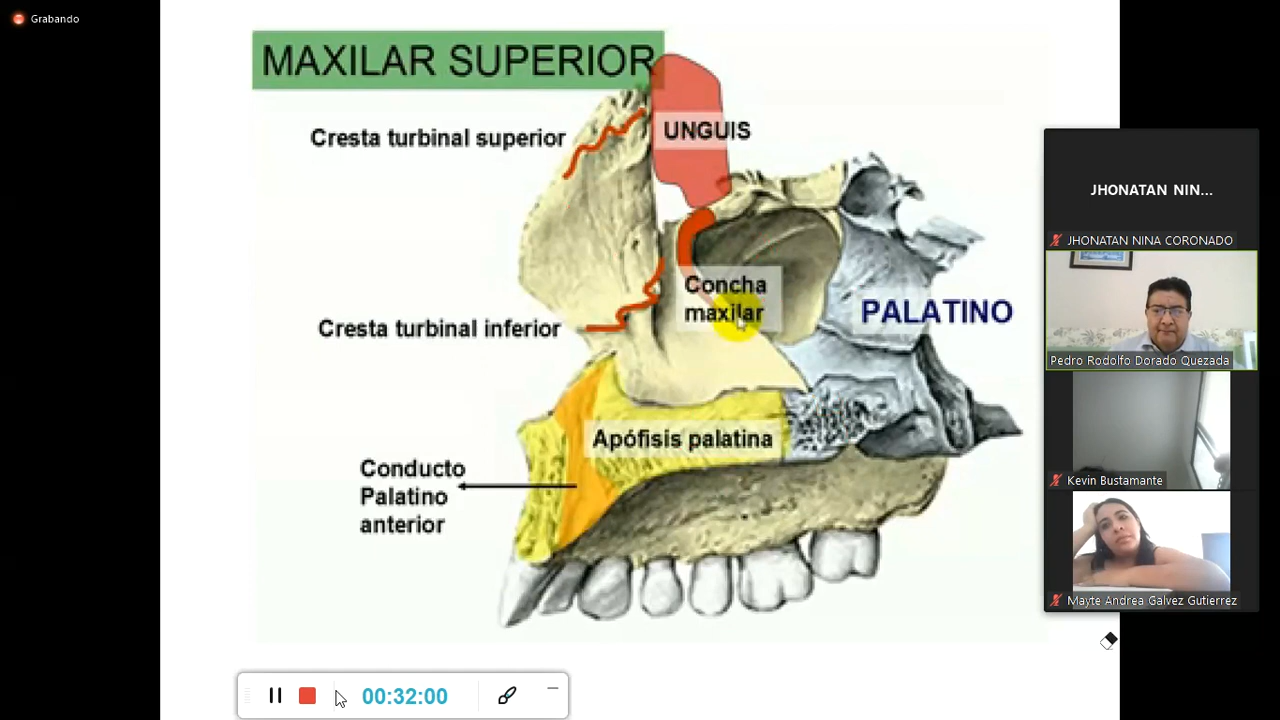 Grabando
MAXILAR SUPERIOR
Cresta turbinal superior
UNGUIS
Concha
maxilar
PALATINO
Cresta turbinal inferior
Apófisis palatina
Conducto
Palatino
anterior
JHONATAN NIN...
JHONATAN NINA CORONADO
Pedro Rodolfo Dorado Quezada
Kevin Bustamante
Mayte Andrea Galvez Gutierrez
00:32:00